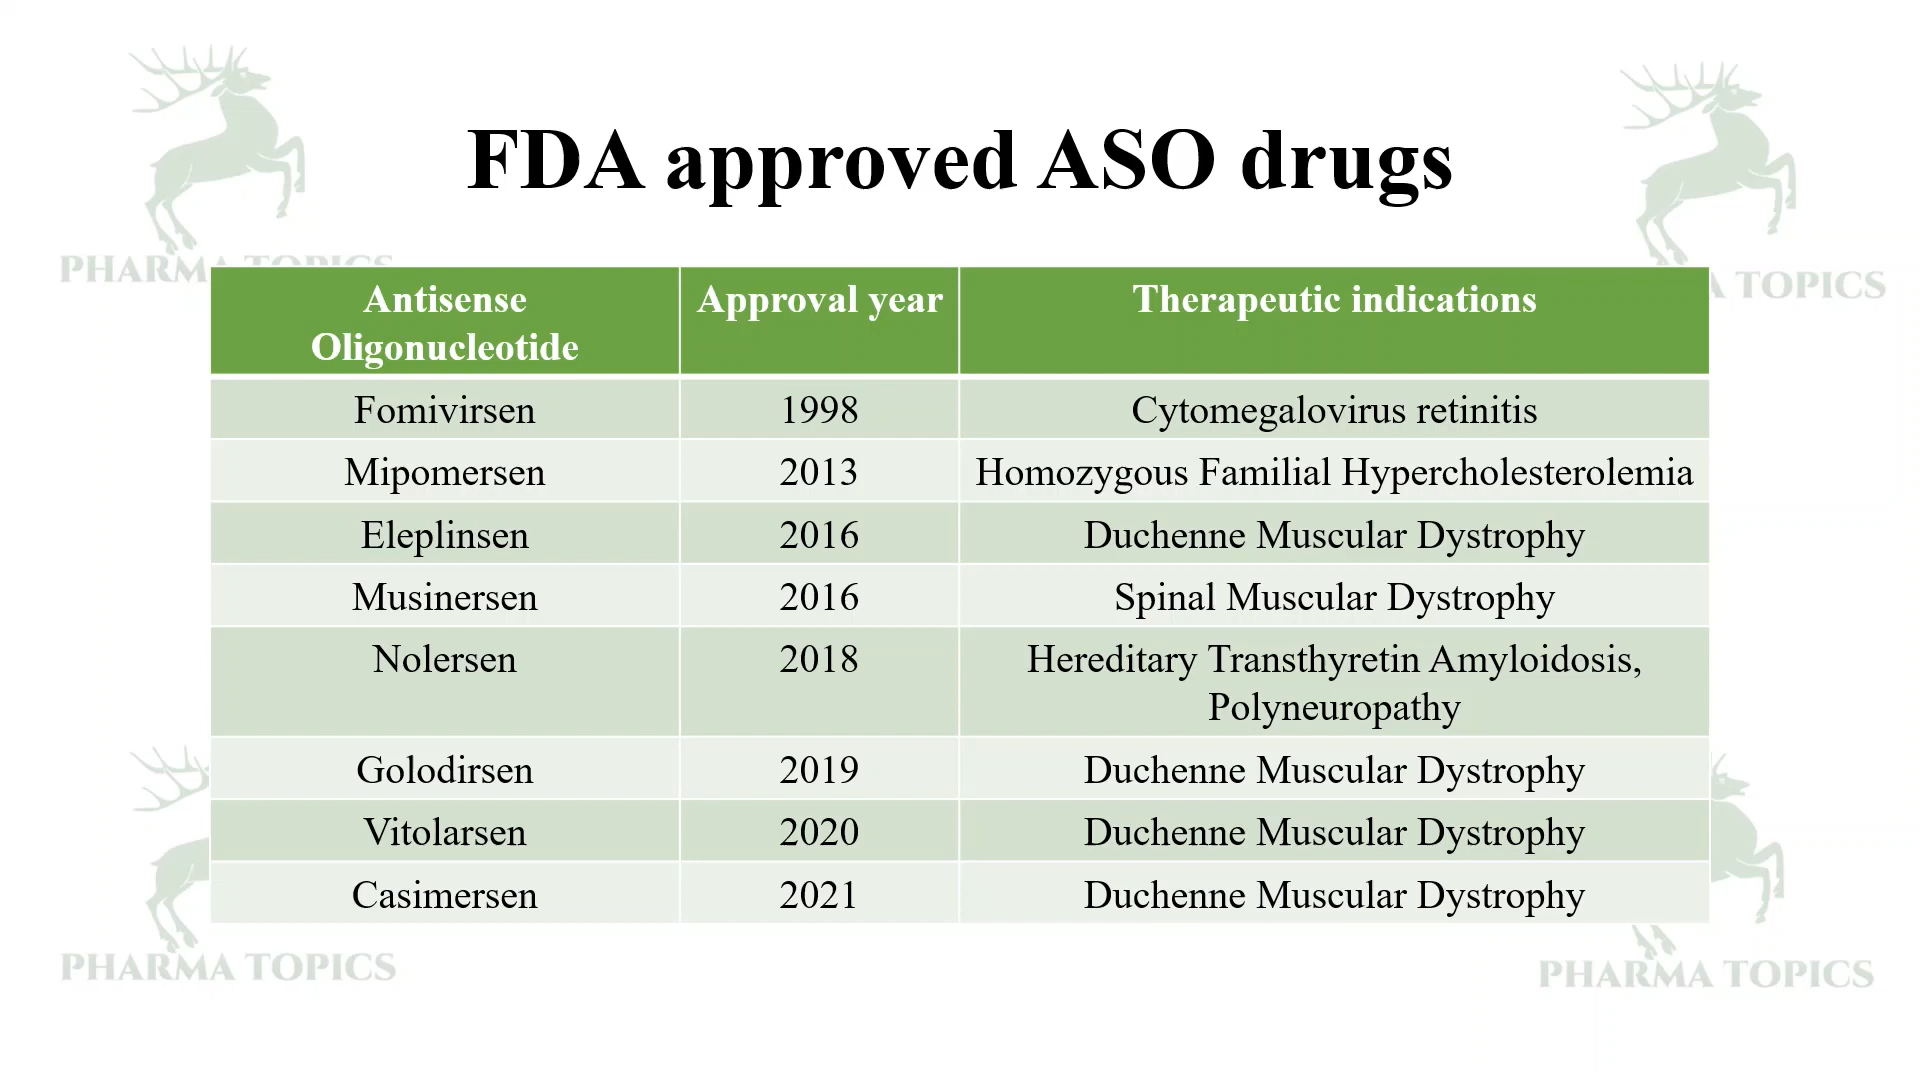 FDA approved ASO drugs
PHARMA TOPICS
PHARMA TOPICS
Antisense Oligonucleotide
Approval year
Therapeutic indications
Fomivirsen 1998 Cytomegalovirus retinitis
Mipomersen 2013 Homozygous Familial Hypercholesterolemia
Eleplinsen 2016 Duchenne Muscular Dystrophy
Musinersen 2016 Spinal Muscular Dystrophy
Nolersen 2018 Hereditary Transthyretin Amyloidosis,
Polyneuropathy
Golodirsen 2019 Duchenne Muscular Dystrophy
Vitolarsen 2020 Duchenne Muscular Dystrophy
Casimersen 2021 Duchenne Muscular Dystrophy
PHARMA TOPICS
PHARMA TOPICS